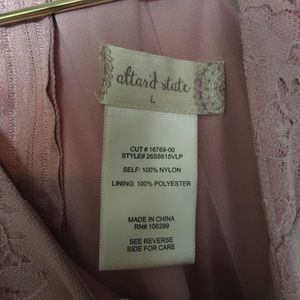 altar'd state
L
CUT # 16769-00
STYLE# 26S6615VLP
SELF: 100% NYLON
LINING: 100% POLYESTER
MADE IN CHINA
RN# 106289
SEE REVERSE
SIDE FOR CARE